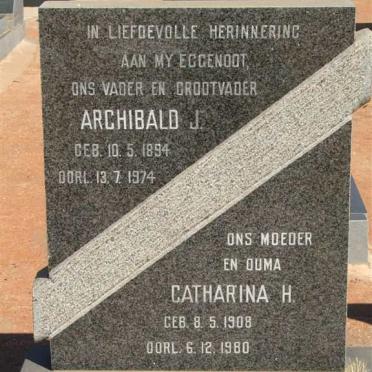 IN LIEFDEVOLLE HERINNERING
AAN MY EGGENOOT,
ONS VADER EN GROOTVADER
ARCHIBALD J.
GEB. 10. 5. 1894
OORL. 13. 7. 1974
ONS MOEDER
EN OUMA
CATHARINA H.
GEB. 8. 5. 1908
OORL. 6. 12. 1980